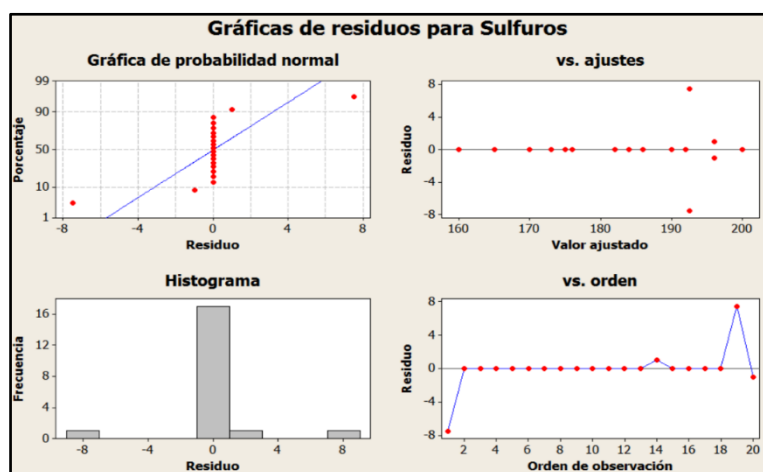 Gráficas de residuos para Sulfuros
Gráfica de probabilidad normal
99
90
50
10
1
Porcentaje
-8 -4 0 4 8
Residuo
vs. ajustes
8
4
0
-4
-8
Residuo
160 170 180 190 200
Valor ajustado
Histograma
16
12
8
4
0
Frecuencia
-8 -4 0 4 8
Residuo
vs. orden
8
4
0
-4
-8
Residuo
2 4 6 8 10 12 14 16 18 20
Orden de observación